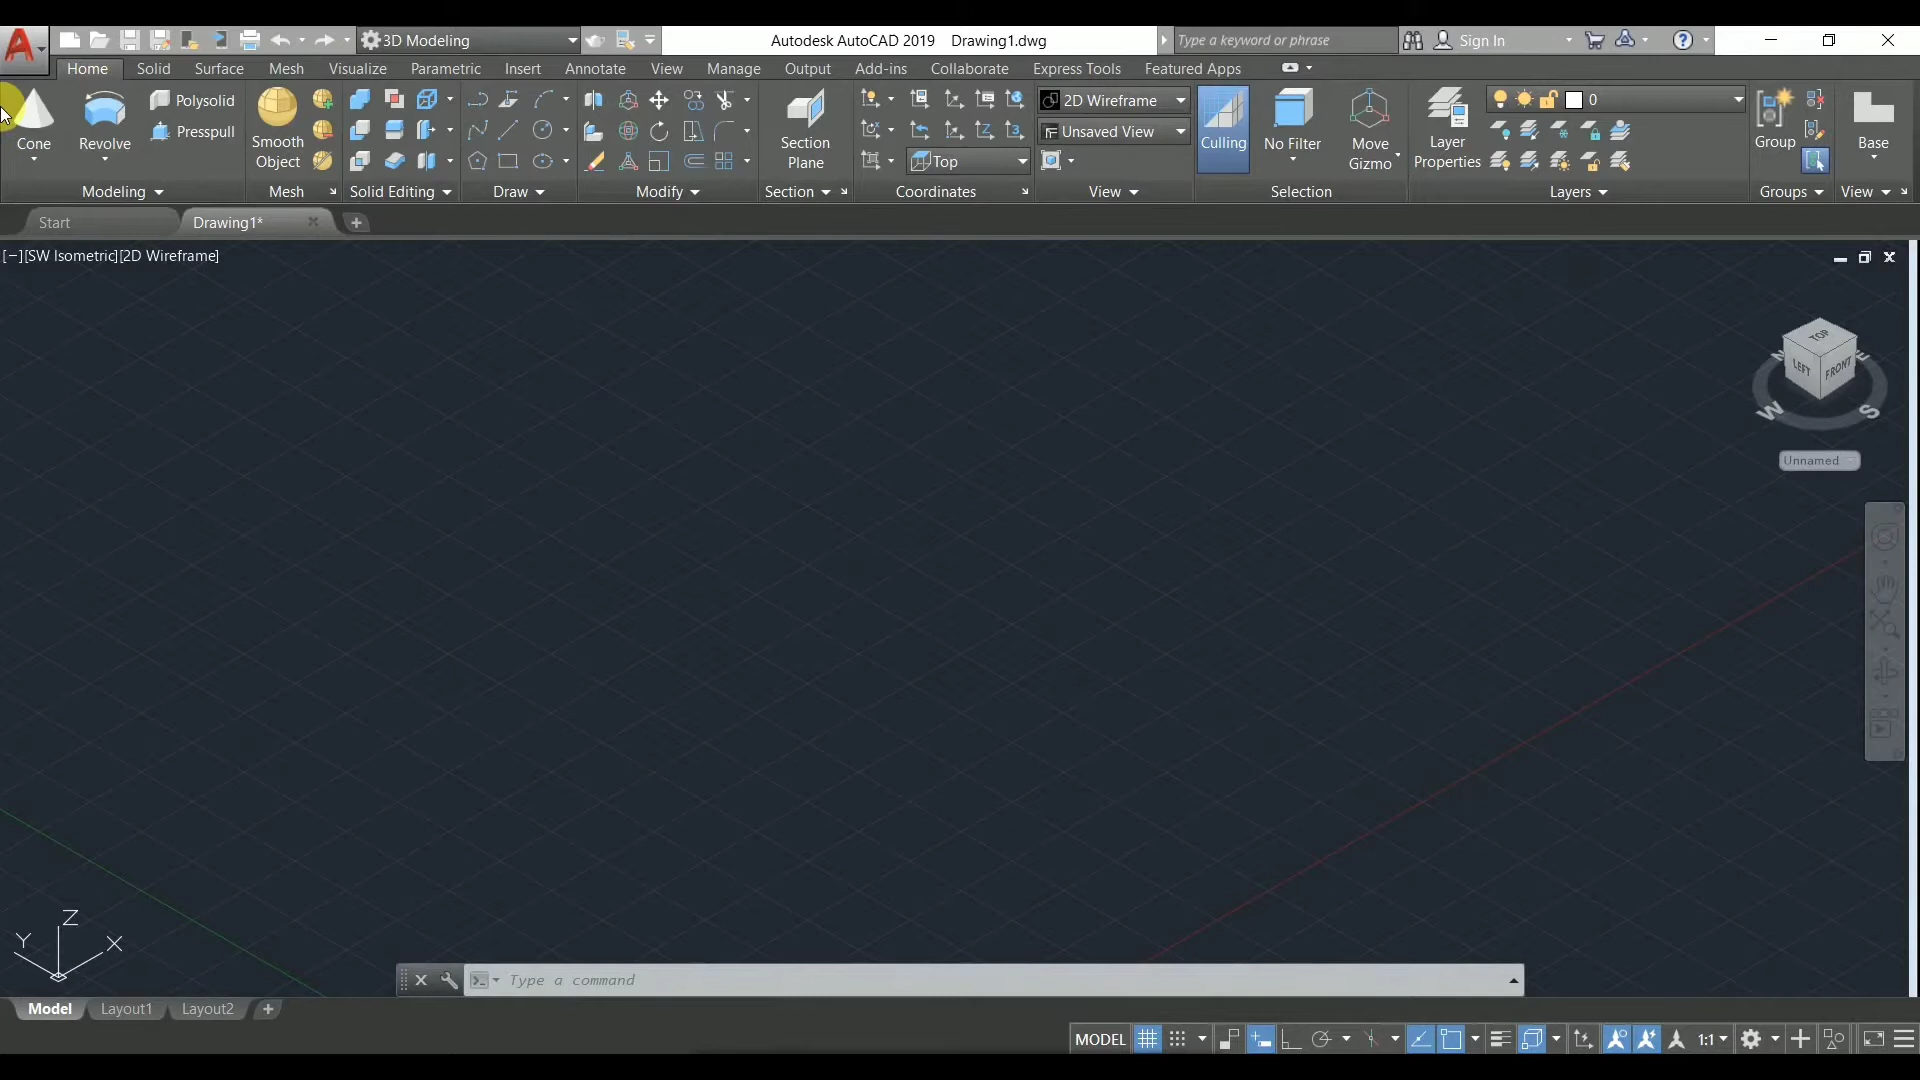 3D Modeling Autodesk AutoCAD 2019 Drawing1.dwg Type a keyword or phrase Sign In
Home Solid Surface Mesh Visualize Parametric Insert Annotate View Manage Output Add-ins Collaborate Express Tools Featured Apps
Cone
Revolve
Polysolid
Presspull
Smooth
Object
Section
Plane
Top
2D Wireframe
Unsaved View
Culling
No Filter
Move
Gizmo
Layer
Properties
0
Group
Base
Modeling Mesh Solid Editing Draw Modify Section Coordinates View Selection Layers Groups View
Start Drawing1*
[−][SW Isometric][2D Wireframe]
TOP
LEFT FRONT
N E
W S
Unnamed
Z
Y X
Type a command
Model Layout1 Layout2
MODEL 1:1